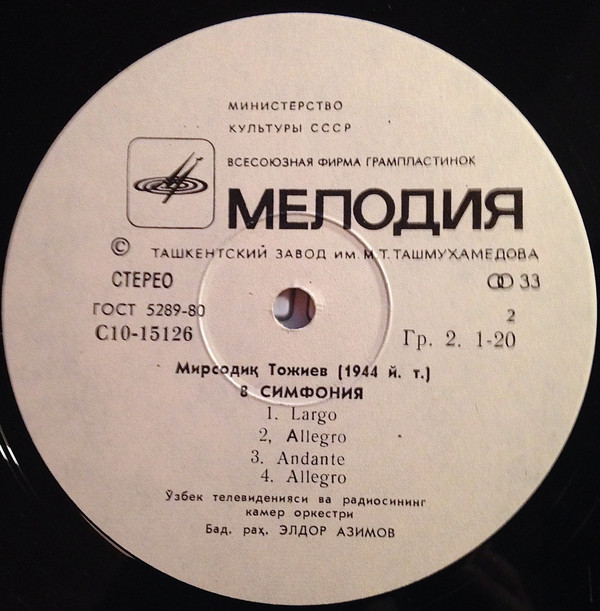 МИНИСТЕРСТВО
КУЛЬТУРЫ СССР
ВСЕСОЮЗНАЯ ФИРМА ГРАМПЛАСТИНОК
МЕЛОДИЯ
© ТАШКЕНТСКИЙ ЗАВОД ИМ. М. Т. ТАШМУХАМЕДОВА
СТЕРЕО 33
ГОСТ 5289-80 2
С10-15126 Гр. 2. 1-20
Мирсодиқ Тожиев (1944 й. т.)
8 СИМФОНИЯ
1. Largo
2, Allegro
3. Andante
4. Allegro
Ўзбек телевиденияси ва радиосининг
камер оркестри
Бад. раҳ. ЭЛДОР АЗИМОВ